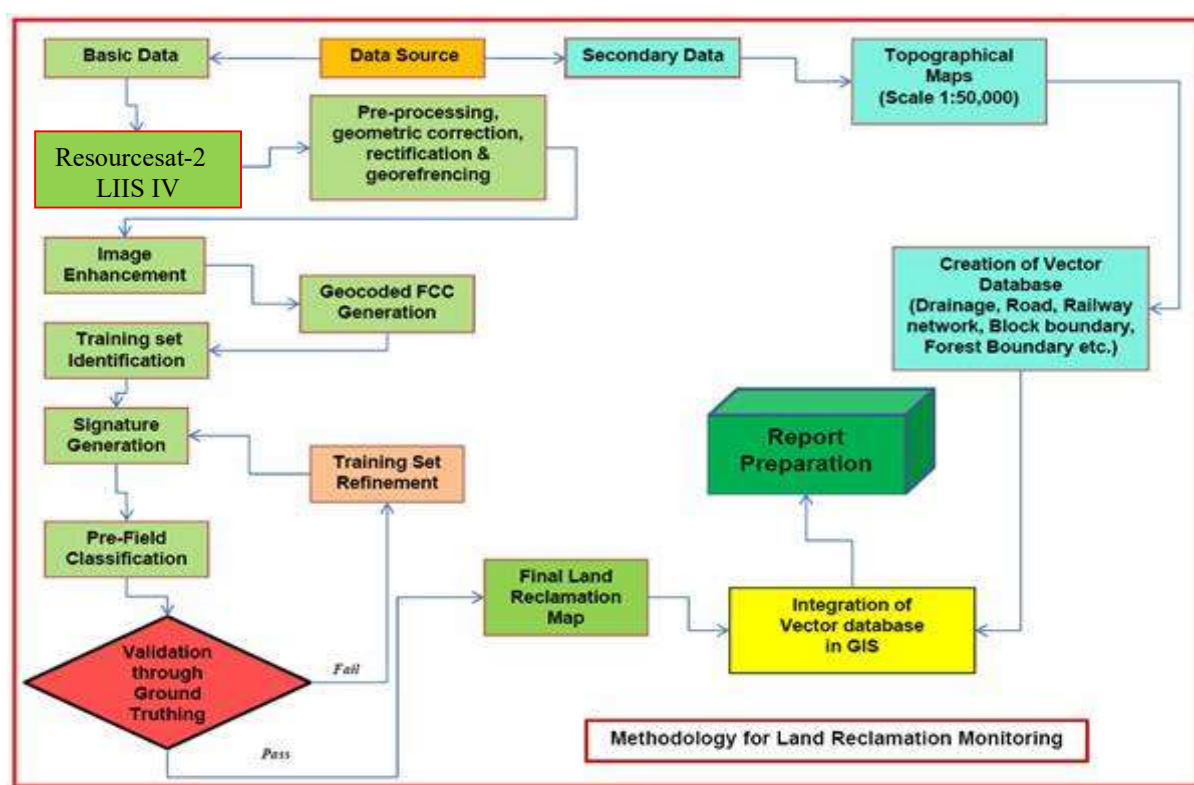 Basic Data
Data Source
Secondary Data
Topographical
Maps
(Scale 1:50,000)
Pre-processing,
geometric correction,
rectification &
georefrencing
Resourcesat-2
LIIS IV
Image
Enhancement
Geocoded FCC
Generation
Creation of Vector
Database
(Drainage, Road, Railway
network, Block boundary,
Forest Boundary etc.)
Training set
Identification
Signature
Generation
Training Set
Refinement
Report
Preparation
Pre-Field
Classification
Final Land
Reclamation
Map
Integration of
Vector database
in GIS
Validation
through
Ground
Truthing
Fail
Pass
Methodology for Land Reclamation Monitoring